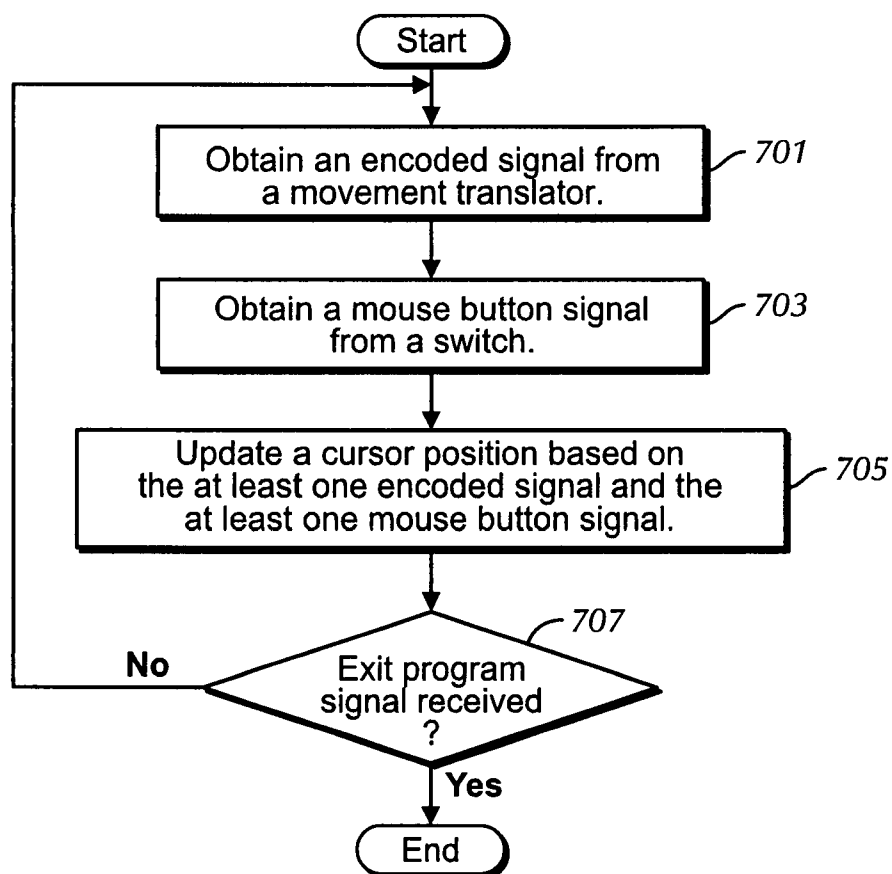 Start
Obtain an encoded signal from
a movement translator.
701
Obtain a mouse button signal
from a switch.
703
Update a cursor position based on
the at least one encoded signal and the
at least one mouse button signal.
705
707
Exit program
signal received
?
No
Yes
End